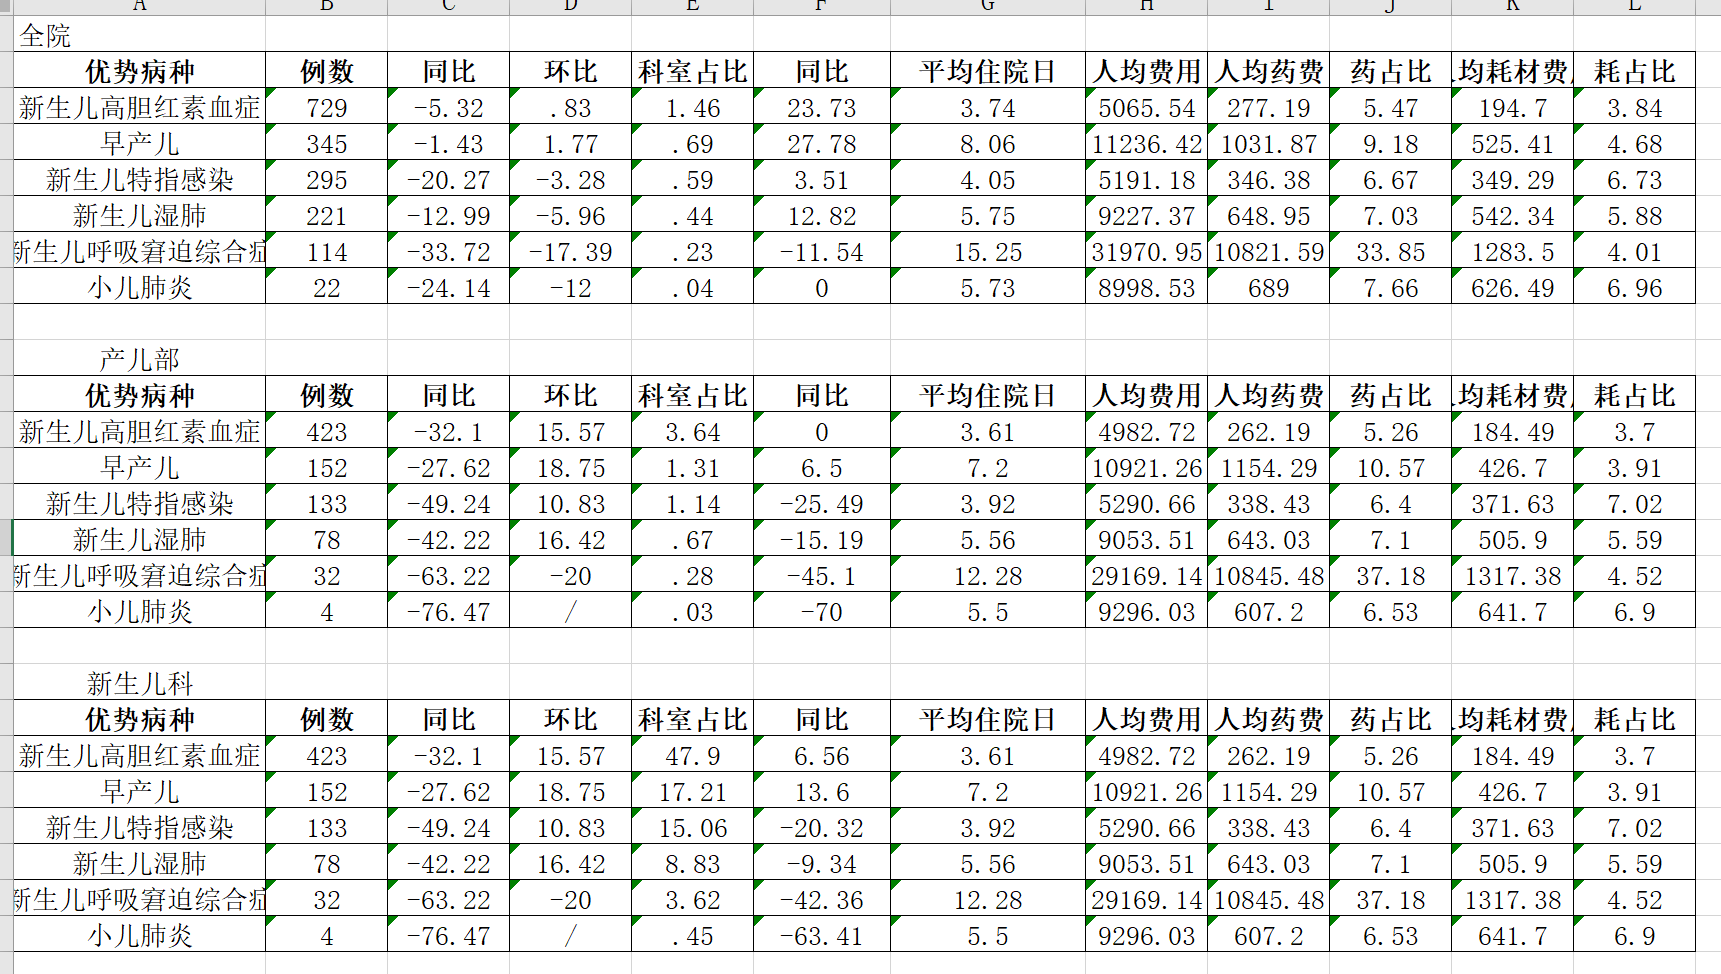 A B C D E F G H I J K L
全院
优势病种 例数 同比 环比 科室占比 同比 平均住院日 人均费用 人均药费 药占比 均耗材费 耗占比
新生儿高胆红素血症 729 -5.32 .83 1.46 23.73 3.74 5065.54 277.19 5.47 194.7 3.84
早产儿 345 -1.43 1.77 .69 27.78 8.06 11236.42 1031.87 9.18 525.41 4.68
新生儿特指感染 295 -20.27 -3.28 .59 3.51 4.05 5191.18 346.38 6.67 349.29 6.73
新生儿湿肺 221 -12.99 -5.96 .44 12.82 5.75 9227.37 648.95 7.03 542.34 5.88
新生儿呼吸窘迫综合症 114 -33.72 -17.39 .23 -11.54 15.25 31970.95 10821.59 33.85 1283.5 4.01
小儿肺炎 22 -24.14 -12 .04 0 5.73 8998.53 689 7.66 626.49 6.96
产儿部
优势病种 例数 同比 环比 科室占比 同比 平均住院日 人均费用 人均药费 药占比 均耗材费 耗占比
新生儿高胆红素血症 423 -32.1 15.57 3.64 0 3.61 4982.72 262.19 5.26 184.49 3.7
早产儿 152 -27.62 18.75 1.31 6.5 7.2 10921.26 1154.29 10.57 426.7 3.91
新生儿特指感染 133 -49.24 10.83 1.14 -25.49 3.92 5290.66 338.43 6.4 371.63 7.02
新生儿湿肺 78 -42.22 16.42 .67 -15.19 5.56 9053.51 643.03 7.1 505.9 5.59
新生儿呼吸窘迫综合症 32 -63.22 -20 .28 -45.1 12.28 29169.14 10845.48 37.18 1317.38 4.52
小儿肺炎 4 -76.47 / .03 -70 5.5 9296.03 607.2 6.53 641.7 6.9
新生儿科
优势病种 例数 同比 环比 科室占比 同比 平均住院日 人均费用 人均药费 药占比 均耗材费 耗占比
新生儿高胆红素血症 423 -32.1 15.57 47.9 6.56 3.61 4982.72 262.19 5.26 184.49 3.7
早产儿 152 -27.62 18.75 17.21 13.6 7.2 10921.26 1154.29 10.57 426.7 3.91
新生儿特指感染 133 -49.24 10.83 15.06 -20.32 3.92 5290.66 338.43 6.4 371.63 7.02
新生儿湿肺 78 -42.22 16.42 8.83 -9.34 5.56 9053.51 643.03 7.1 505.9 5.59
新生儿呼吸窘迫综合症 32 -63.22 -20 3.62 -42.36 12.28 29169.14 10845.48 37.18 1317.38 4.52
小儿肺炎 4 -76.47 / .45 -63.41 5.5 9296.03 607.2 6.53 641.7 6.9